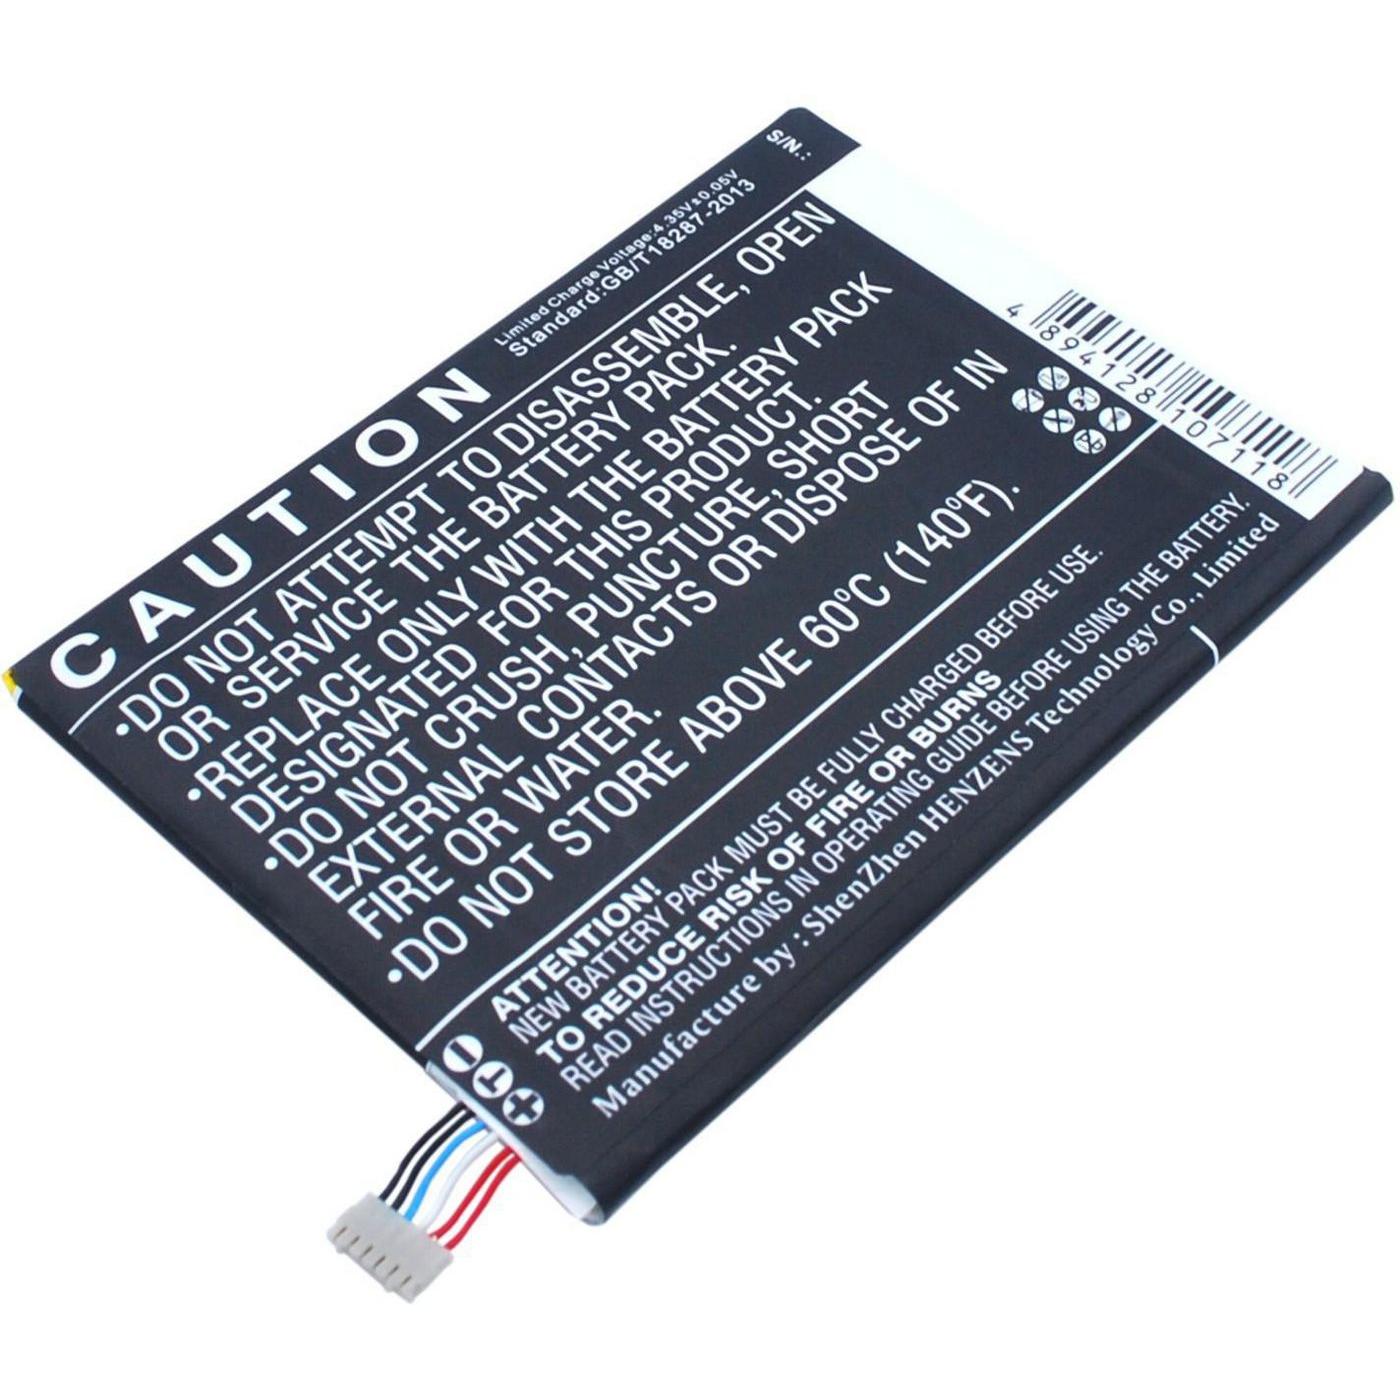 S/N.:
Limited Charge Voltage:4.35V±0.05V
Standard:GB/T18287-2013
CAUTION
•DO NOT ATTEMPT TO DISASSEMBLE, OPEN
OR SERVICE THE BATTERY PACK.
•REPLACE ONLY WITH THE BATTERY PACK
DESIGNATED FOR THIS PRODUCT.
•DO NOT CRUSH, PUNCTURE, SHORT
EXTERNAL CONTACTS OR DISPOSE OF IN
FIRE OR WATER.
•DO NOT STORE ABOVE 60ºC (140ºF).
4 894128 107118
ATTENTION!
NEW BATTERY PACK MUST BE FULLY CHARGED BEFORE USE.
TO REDUCE RISK OF FIRE OR BURNS
READ INSTRUCTIONS IN OPERATING GUIDE BEFORE USING THE BATTERY.
Manufacture by : ShenZhen HENZENS Technology Co., Limited
− T +